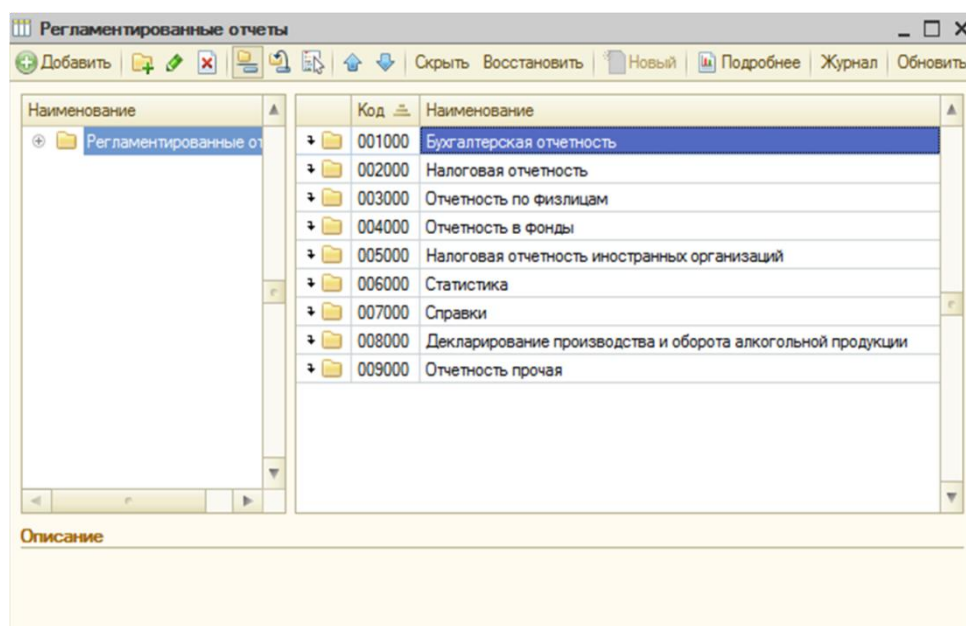 Регламентированные отчеты
Добавить Скрыть Восстановить Новый Подробнее Журнал Обновить
Наименование
Регламентированные от
Код Наименование
001000 Бухгалтерская отчетность
002000 Налоговая отчетность
003000 Отчетность по физлицам
004000 Отчетность в фонды
005000 Налоговая отчетность иностранных организаций
006000 Статистика
007000 Справки
008000 Декларирование производства и оборота алкогольной продукции
009000 Отчетность прочая
Описание